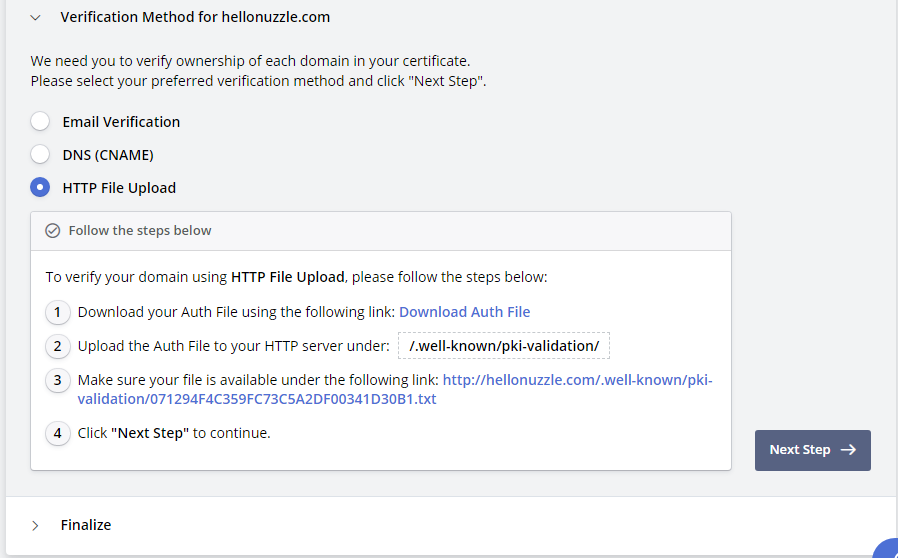 Verification Method for hellonuzzle.com
We need you to verify ownership of each domain in your certificate.
Please select your preferred verification method and click "Next Step".
Email Verification
DNS (CNAME)
HTTP File Upload
Follow the steps below
To verify your domain using HTTP File Upload, please follow the steps below:
1 Download your Auth File using the following link: Download Auth File
2 Upload the Auth File to your HTTP server under: /.well-known/pki-validation/
3 Make sure your file is available under the following link: http://hellonuzzle.com/.well-known/pki-
validation/071294F4C359FC73C5A2DF00341D30B1.txt
4 Click "Next Step" to continue.
Next Step
Finalize